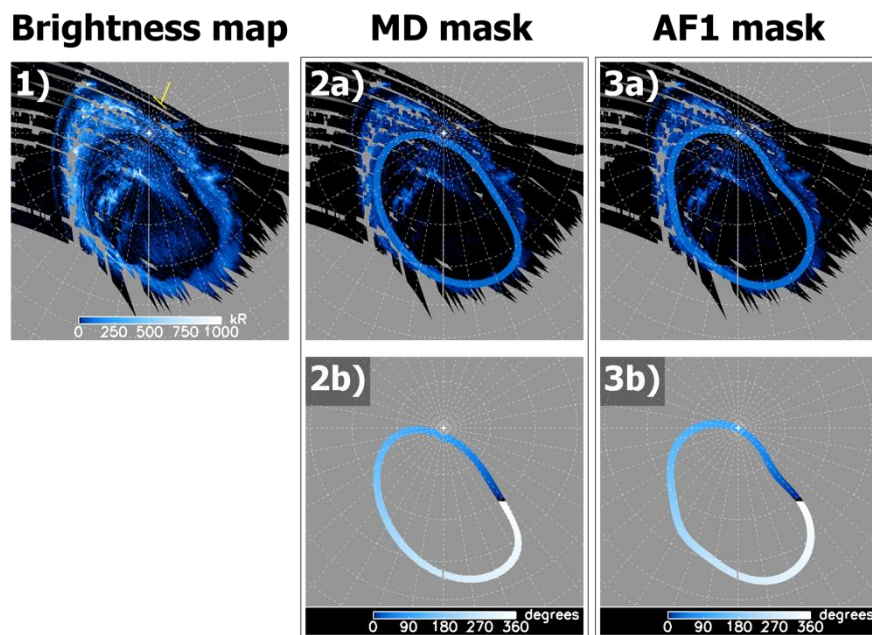 Brightness map MD mask AF1 mask
1) 2a) 3a)
kR
0 250 500 750 1000
2b) 3b)
degrees degrees
0 90 180 270 360 0 90 180 270 360